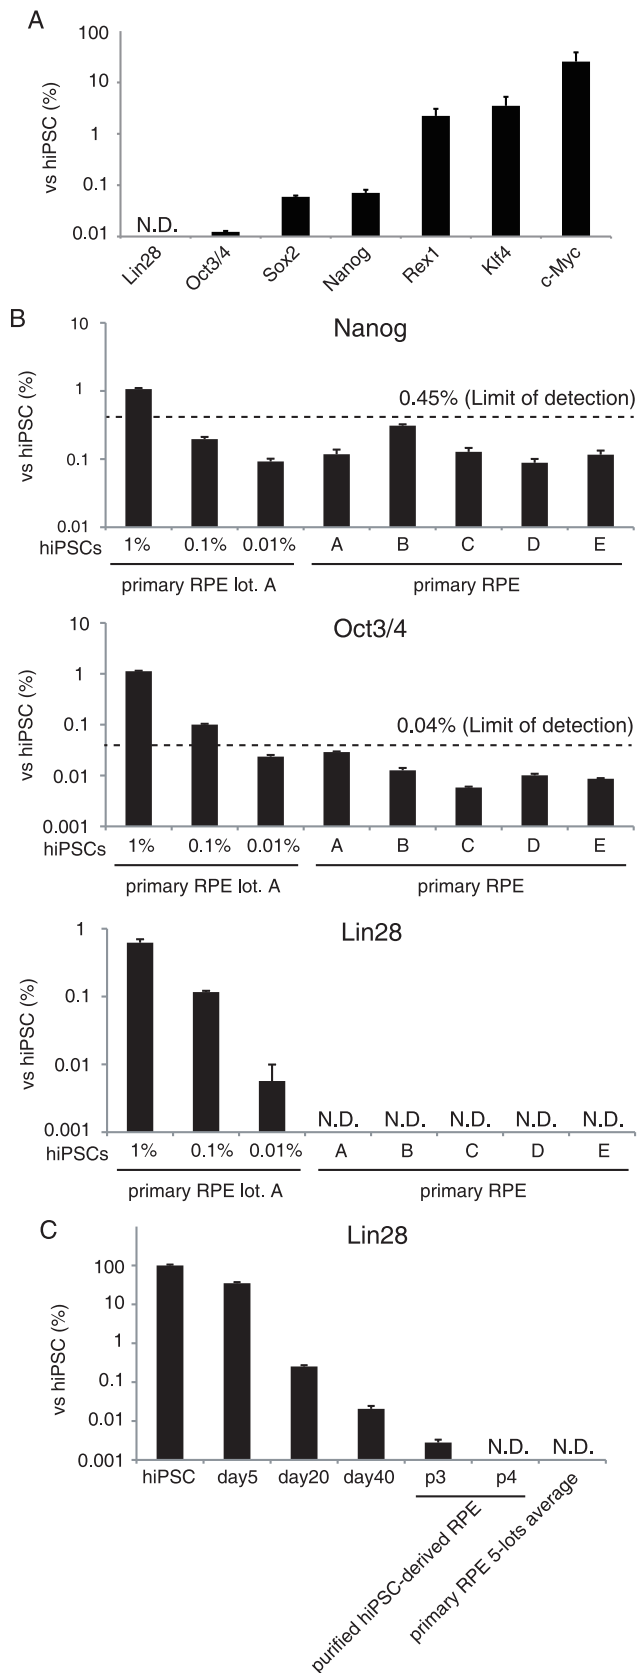 A
vs hiPSC (%)
100
10
1
0.1
0.01
N.D.
Lin28 Oct3/4 Sox2 Nanog Rex1 Klf4 c-Myc
B
Nanog
vs hiPSC (%)
10
1
0.1
0.01
0.45% (Limit of detection)
hiPSCs 1% 0.1% 0.01% A B C D E
primary RPE lot. A primary RPE
Oct3/4
vs hiPSC (%)
10
1
0.1
0.01
0.001
0.04% (Limit of detection)
hiPSCs 1% 0.1% 0.01% A B C D E
primary RPE lot. A primary RPE
Lin28
vs hiPSC (%)
1
0.1
0.01
0.001
N.D. N.D. N.D. N.D. N.D.
hiPSCs 1% 0.1% 0.01% A B C D E
primary RPE lot. A primary RPE
C
Lin28
vs hiPSC (%)
100
10
1
0.1
0.01
0.001
N.D. N.D.
hiPSC day5 day20 day40 p3 p4
purified hiPSC-derived RPE
primary RPE 5-lots average